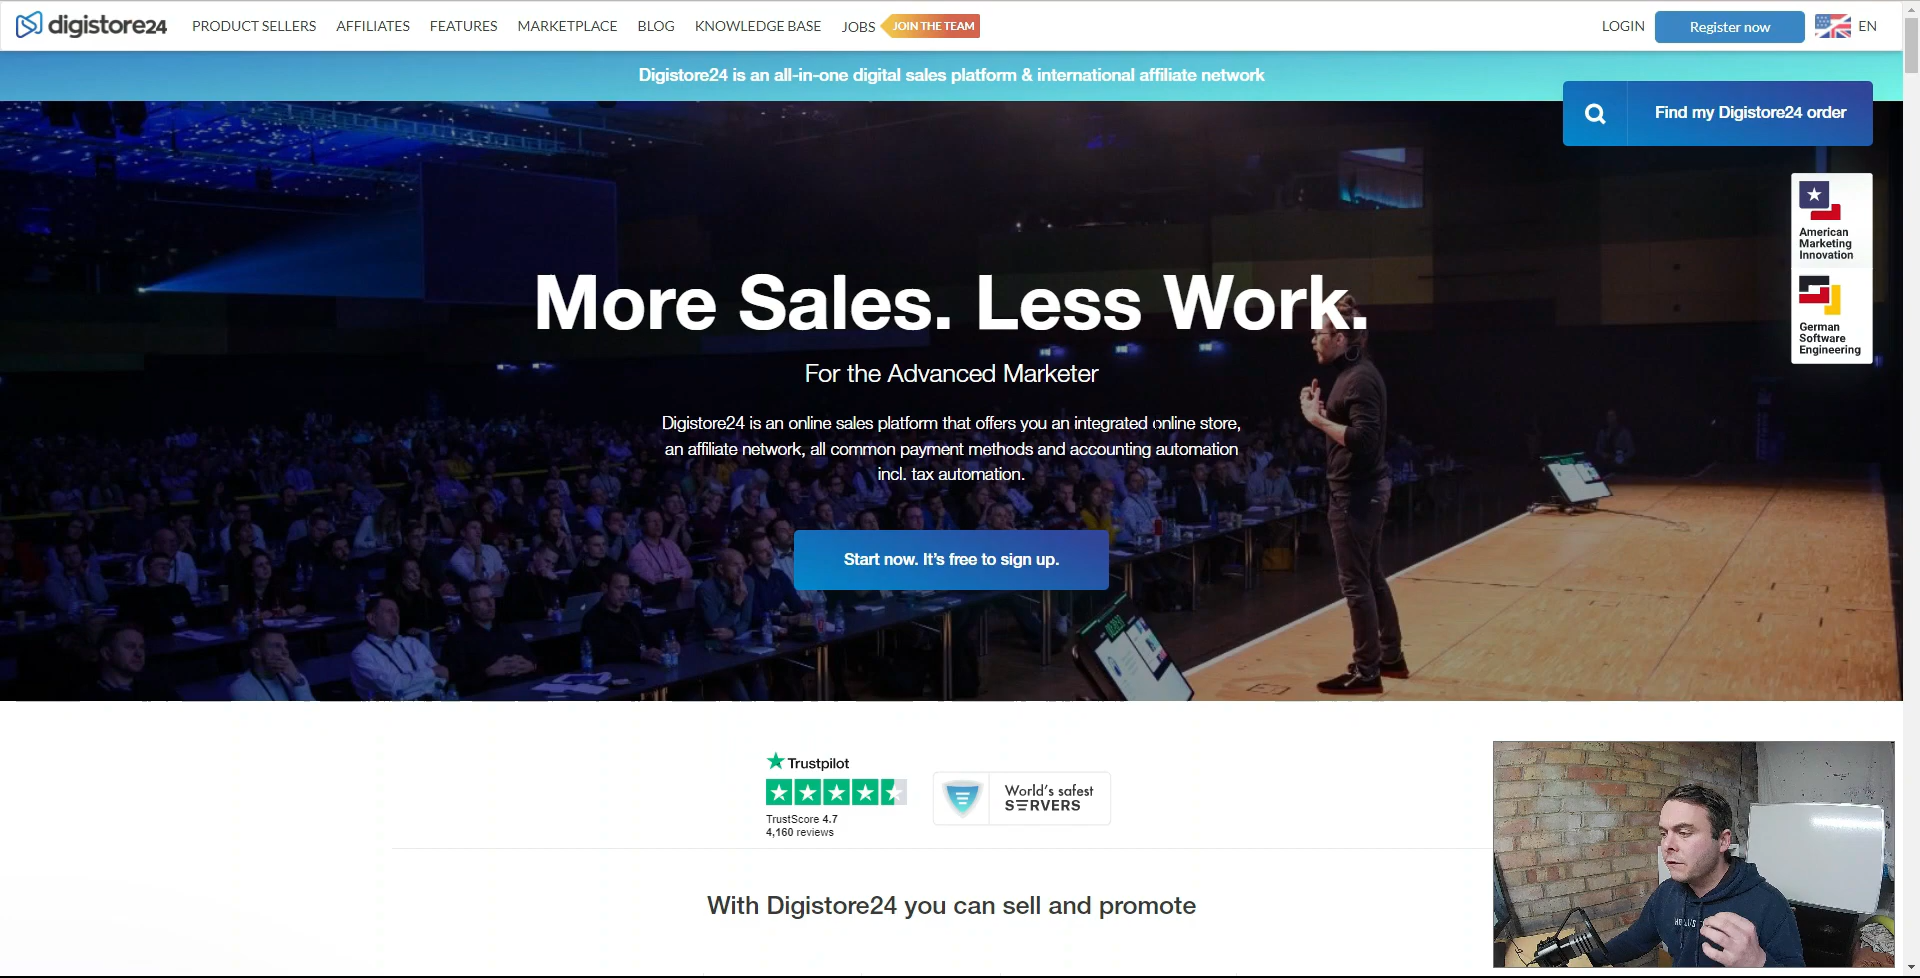 digistore24
PRODUCT SELLERS
AFFILIATES
FEATURES
MARKETPLACE
BLOG
KNOWLEDGE BASE
JOBS
JOIN THE TEAM
LOGIN
Register now
EN
Digistore24 is an all-in-one digital sales platform & international affiliate network
Find my Digistore24 order
American
Marketing
Innovation
German
Software
Engineering
More Sales. Less Work.
For the Advanced Marketer
Digistore24 is an online sales platform that offers you an integrated online store,
an affiliate network, all common payment methods and accounting automation
incl. tax automation.
Start now. It's free to sign up.
Trustpilot
TrustScore 4.7
4,160 reviews
World's safest
SERVERS
With Digistore24 you can sell and promote